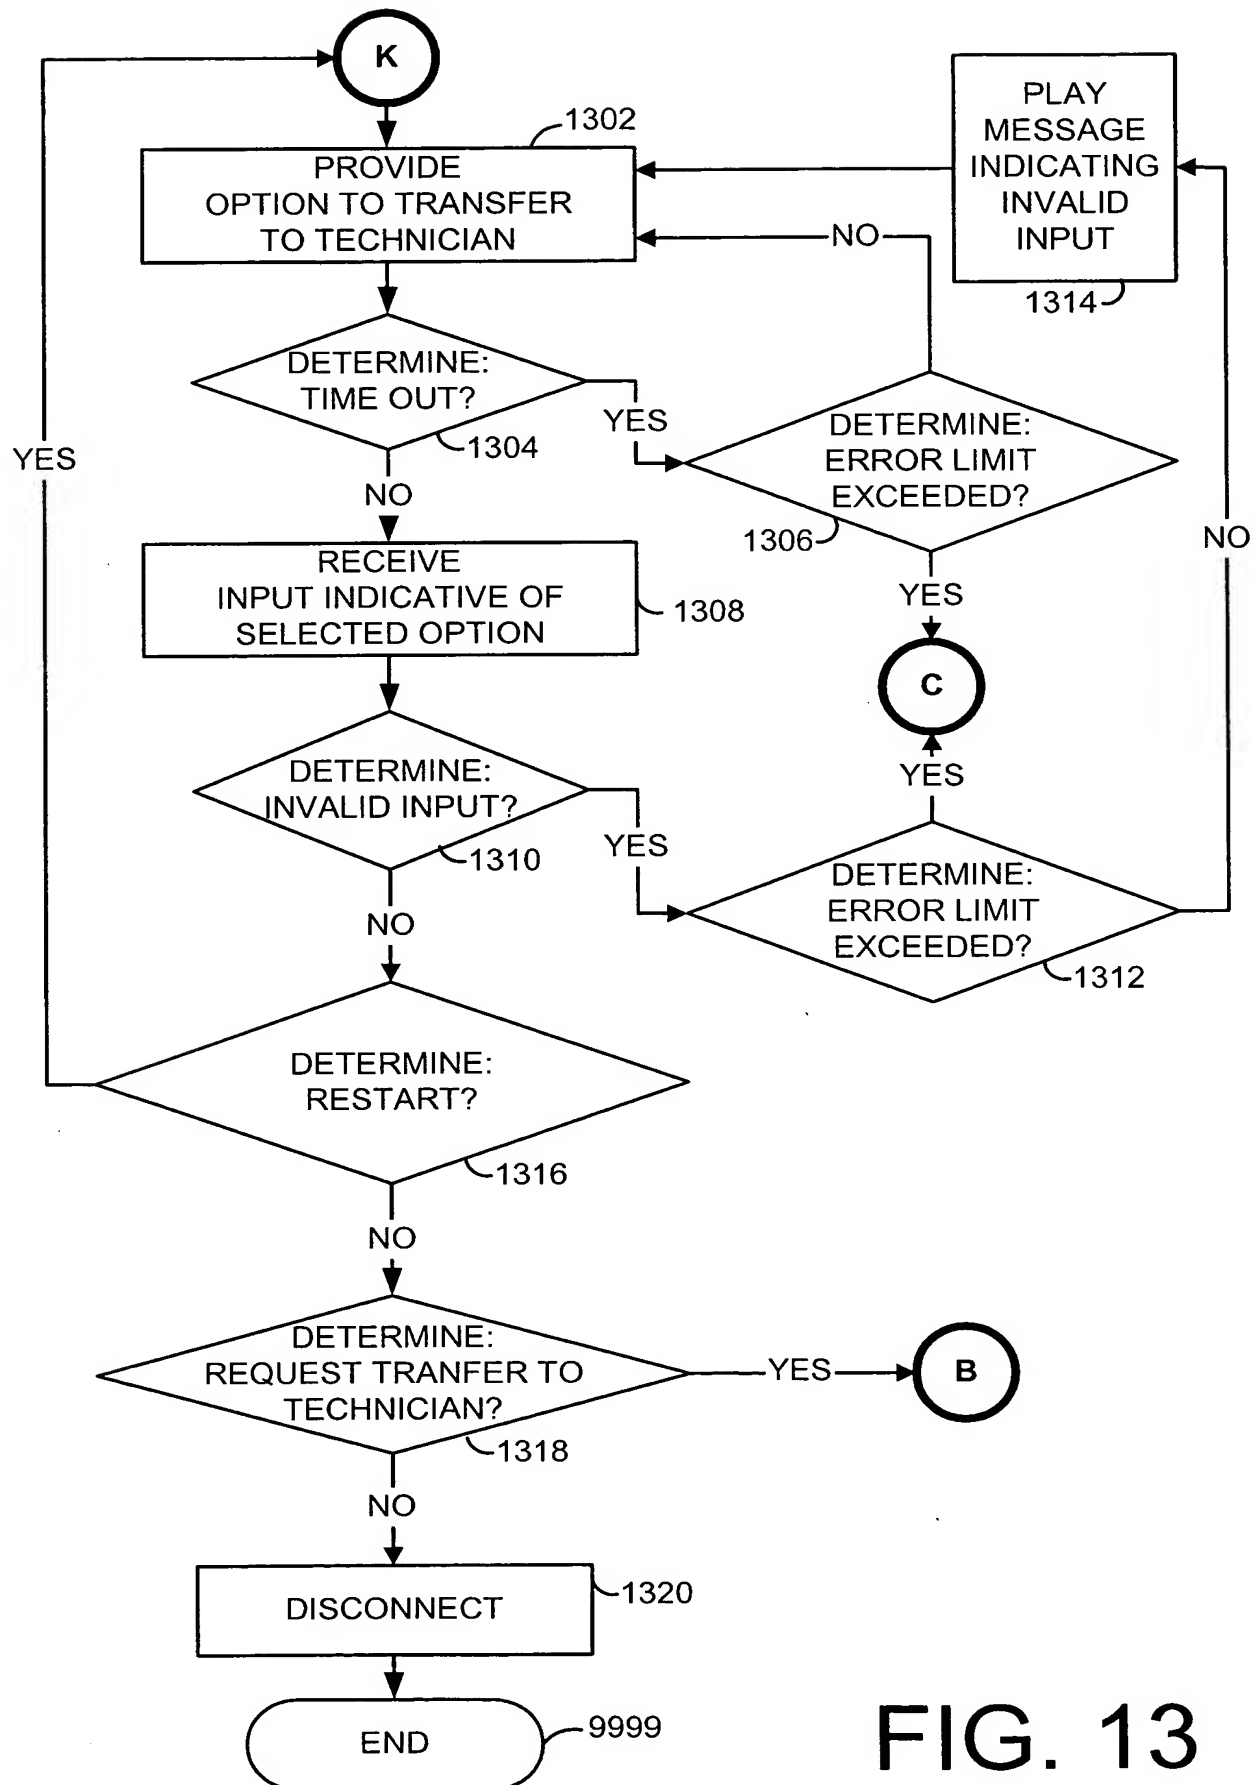 K
1302
PROVIDE
OPTION TO TRANSFER
TO TECHNICIAN
PLAY
MESSAGE
INDICATING
INVALID
INPUT
1314
NO
DETERMINE:
TIME OUT?
1304
YES
DETERMINE:
ERROR LIMIT
EXCEEDED?
1306
YES
NO
YES
NO
RECEIVE
INPUT INDICATIVE OF
SELECTED OPTION
1308
C
DETERMINE:
INVALID INPUT?
1310
YES
YES
DETERMINE:
ERROR LIMIT
EXCEEDED?
1312
NO
DETERMINE:
RESTART?
1316
NO
DETERMINE:
REQUEST TRANFER TO
TECHNICIAN?
1318
YES
B
NO
DISCONNECT
1320
END
9999
FIG. 13